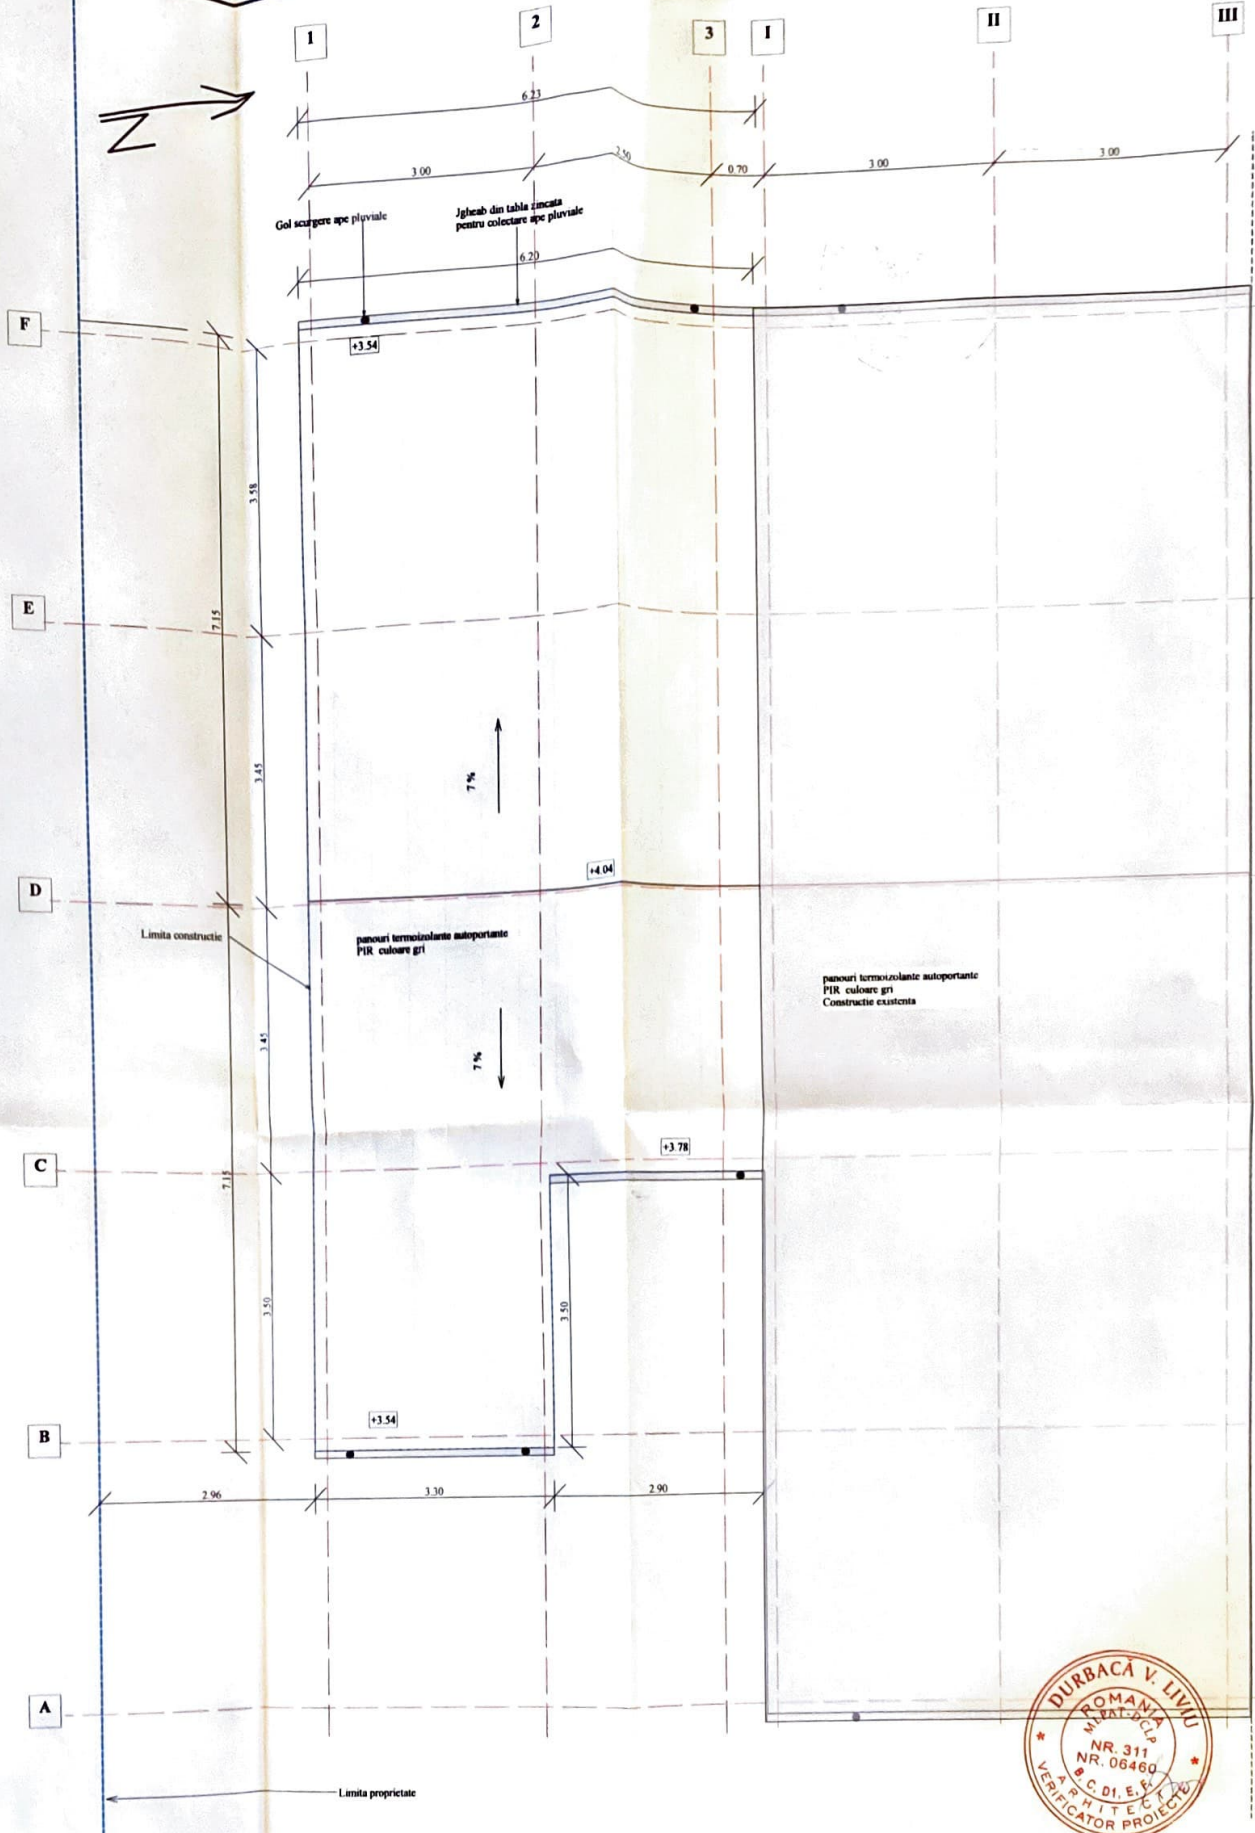 1
2
3
I
II
III
Z
6.23
3.00
2.50
0.70
3.00
3.00
Gol scurgere ape pluviale
Jgheab din tabla zincata
pentru colectare ape pluviale
6.20
F
+3.54
3.58
E
7.15
3.45
7%
D
+4.04
Limita constructie
panouri termoizolante autoportante
PIR culoare gri
panouri termoizolante autoportante
PIR culoare gri
Constructie existenta
3.45
7%
C
+3.78
7.15
3.50
3.50
+3.54
B
2.96
3.30
2.90
A
Limita proprietate
DURBACĂ V. LIVIU
ROMANIA
MLPAT-DCLP
NR. 311
NR. 06460
B, C, D1, E, F
ARHITECT
VERIFICATOR PROIECTE